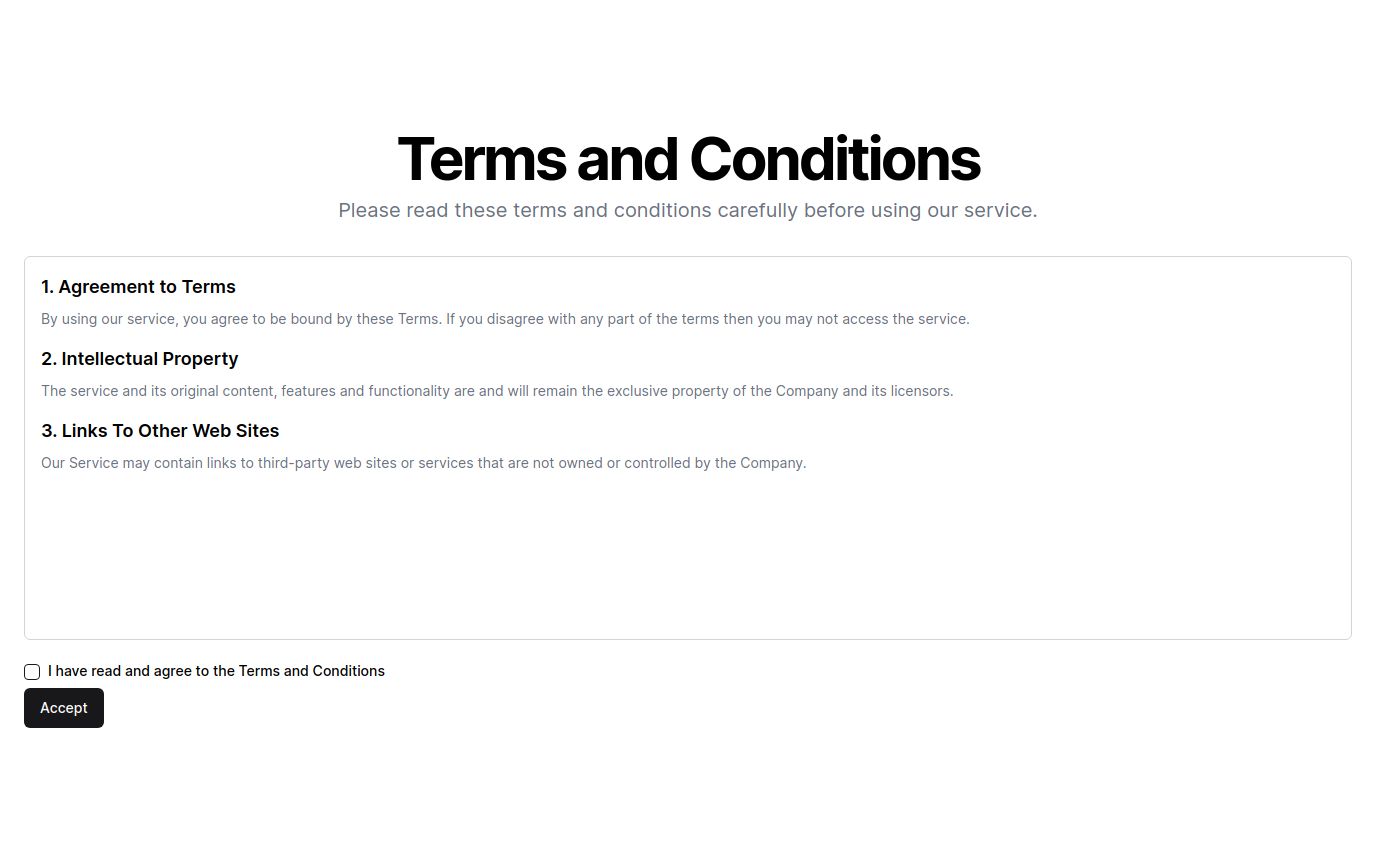 Terms and Conditions
Please read these terms and conditions carefully before using our service.
1. Agreement to Terms
By using our service, you agree to be bound by these Terms. If you disagree with any part of the terms then you may not access the service.
2. Intellectual Property
The service and its original content, features and functionality are and will remain the exclusive property of the Company and its licensors.
3. Links To Other Web Sites
Our Service may contain links to third-party web sites or services that are not owned or controlled by the Company.
I have read and agree to the Terms and Conditions
Accept